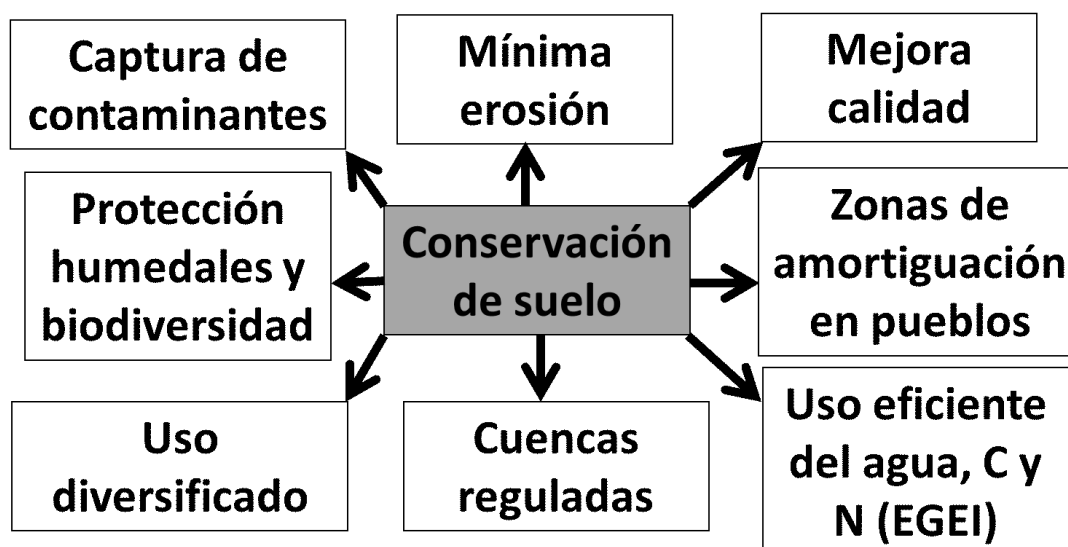 Captura de
contaminantes
Mínima
erosión
Mejora
calidad
Protección
humedales y
biodiversidad
Conservación
de suelo
Zonas de
amortiguación
en pueblos
Uso
diversificado
Cuencas
reguladas
Uso eficiente
del agua, C y
N (EGEI)